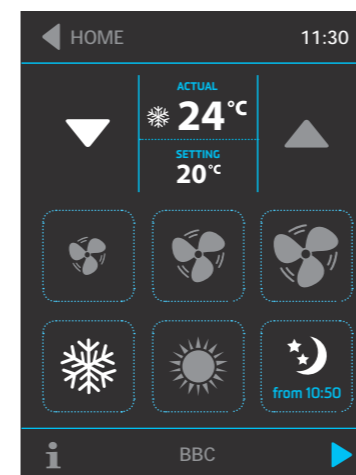 HOME 11:30
ACTUAL
24°C
SETTING
20°C
from 10:50
i BBC